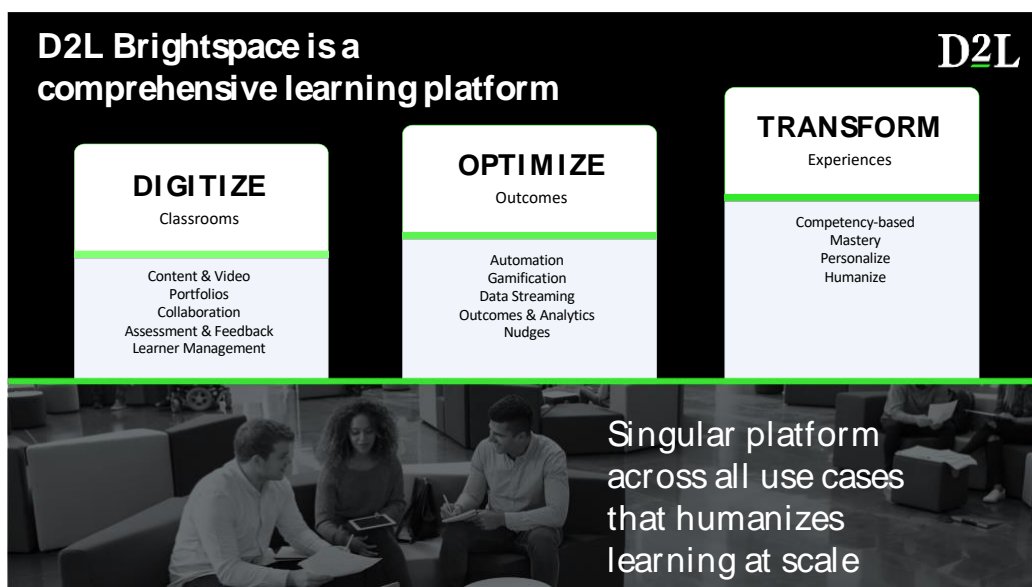 D2L Brightspace is a
comprehensive learning platform
D2L
DIGITIZE
Classrooms
Content & Video
Portfolios
Collaboration
Assessment & Feedback
Learner Management
OPTIMIZE
Outcomes
Automation
Gamification
Data Streaming
Outcomes & Analytics
Nudges
TRANSFORM
Experiences
Competency-based
Mastery
Personalize
Humanize
Singular platform
across all use cases
that humanizes
learning at scale